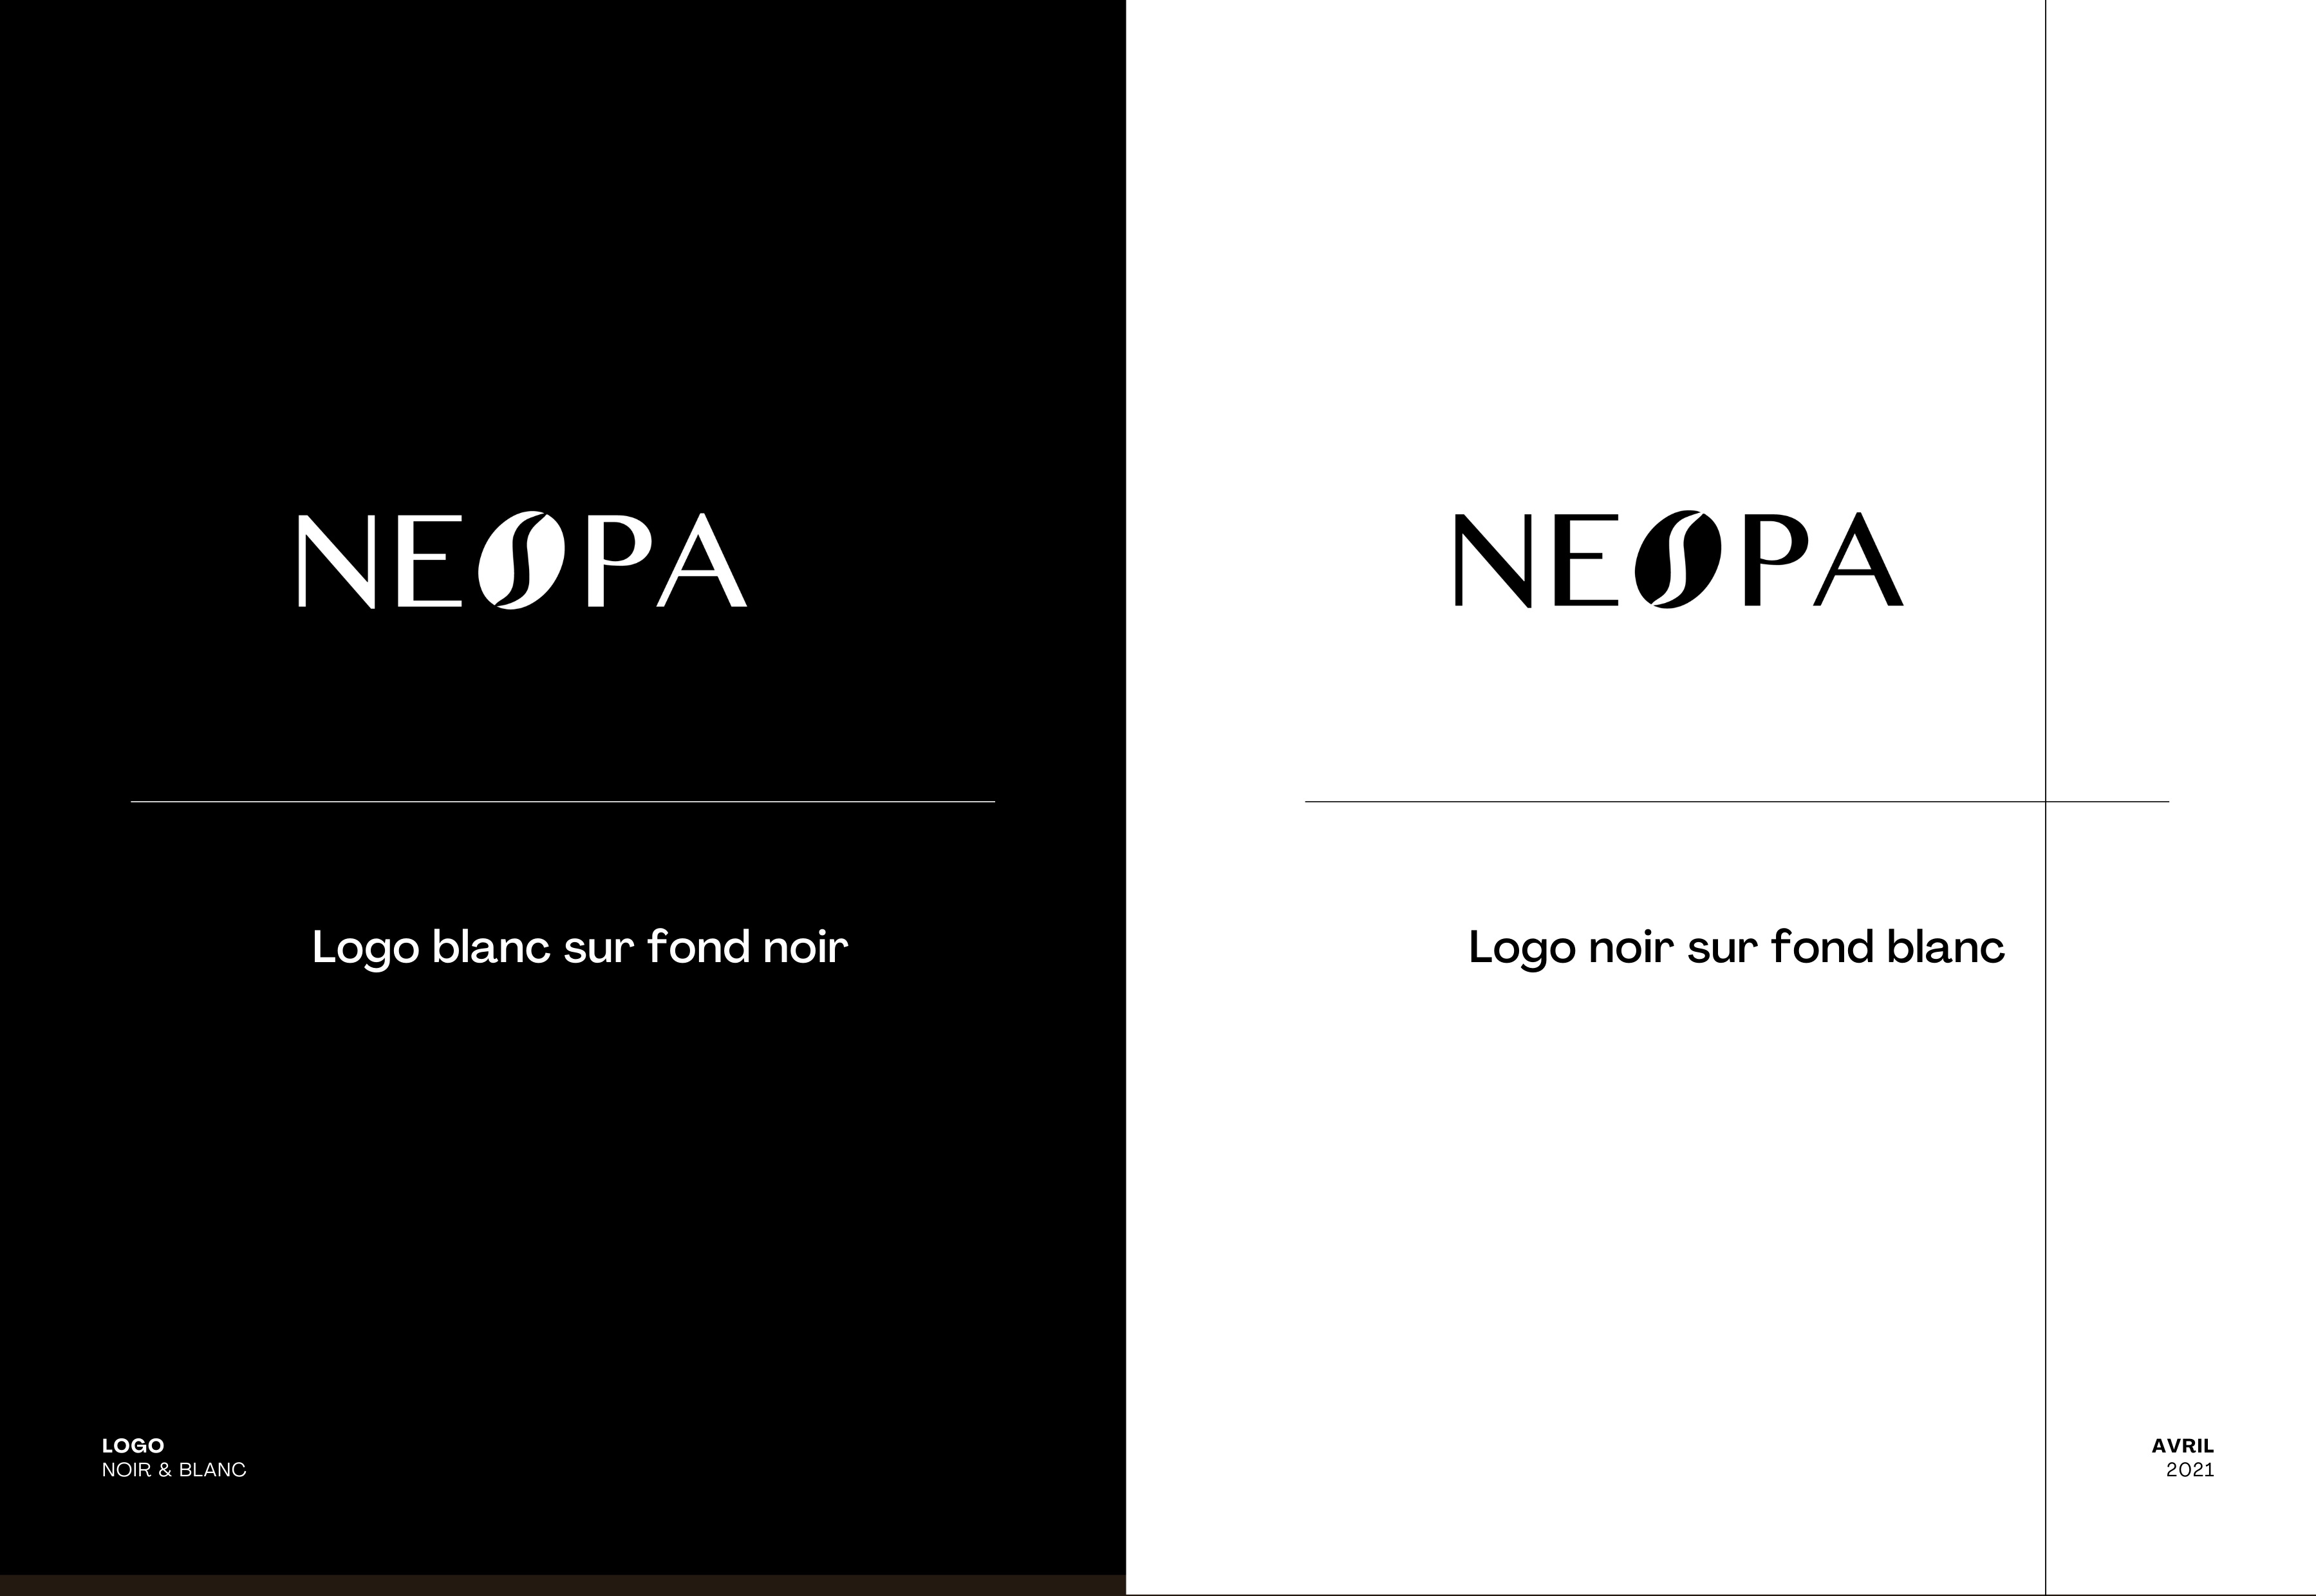 NEOPA
Logo blanc sur fond noir
LOGO
NOIR & BLANC
NEOPA
Logo noir sur fond blanc
AVRIL
2021